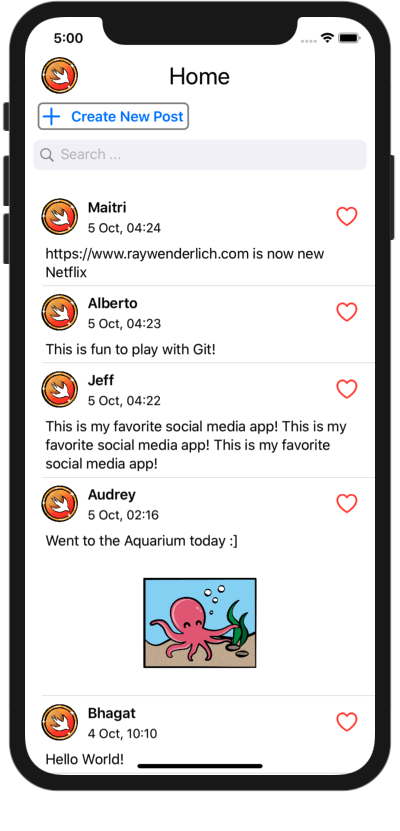 5:00
Home
Create New Post
Search ...
Maitri
5 Oct, 04:24
https://www.raywenderlich.com is now new
Netflix
Alberto
5 Oct, 04:23
This is fun to play with Git!
Jeff
5 Oct, 04:22
This is my favorite social media app! This is my
favorite social media app! This is my favorite
social media app!
Audrey
5 Oct, 02:16
Went to the Aquarium today :]
Bhagat
4 Oct, 10:10
Hello World!